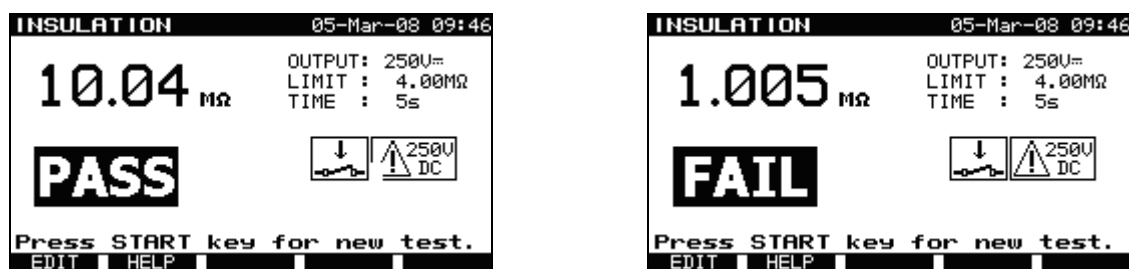 INSULATION 05-Mar-08 09:46
10.04 MΩ
OUTPUT: 250V⎓
LIMIT : 4.00MΩ
TIME : 5s
PASS
250V
DC
Press START key for new test.
EDIT HELP
INSULATION 05-Mar-08 09:46
1.005 MΩ
OUTPUT: 250V⎓
LIMIT : 4.00MΩ
TIME : 5s
FAIL
250V
DC
Press START key for new test.
EDIT HELP